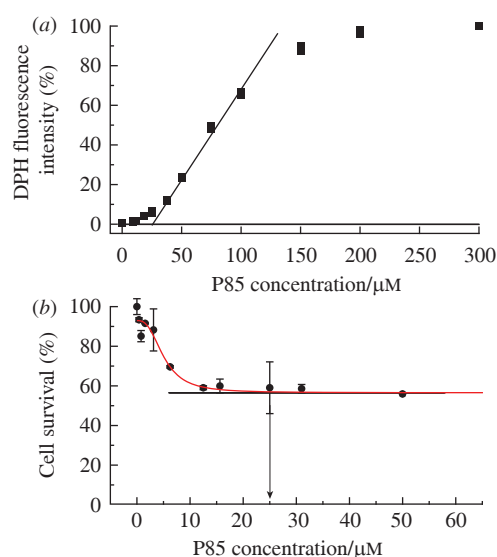 (a)
100
80
60
40
20
0
DPH fluorescence
intensity (%)
0 50 100 150 200 250 300
P85 concentration/μM
(b)
100
80
60
40
20
0
Cell survival (%)
0 10 20 30 40 50 60
P85 concentration/μM